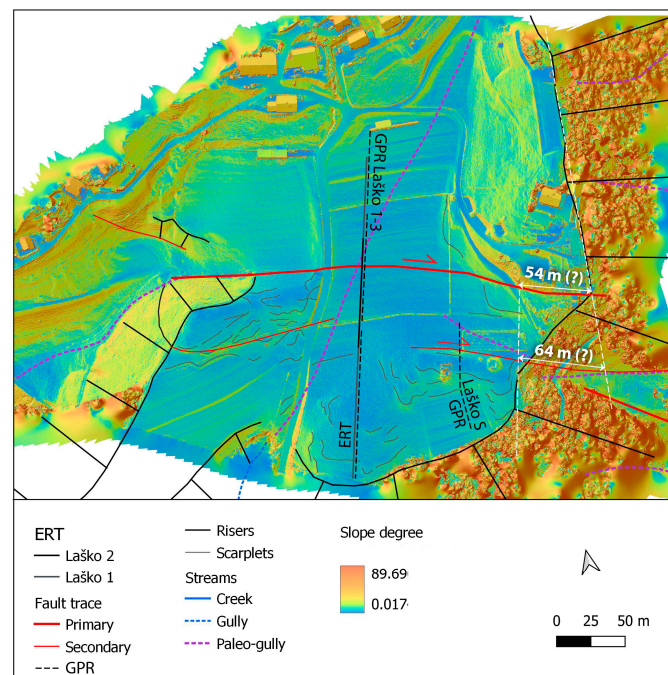 GPR Laško 1-3
54 m (?)
64 m (?)
Laško S
GPR
ERT
ERT
Laško 2
Laško 1
Fault trace
Primary
Secondary
GPR
Risers
Scarplets
Streams
Creek
Gully
Paleo-gully
Slope degree
89.69
0.017
0 25 50 m